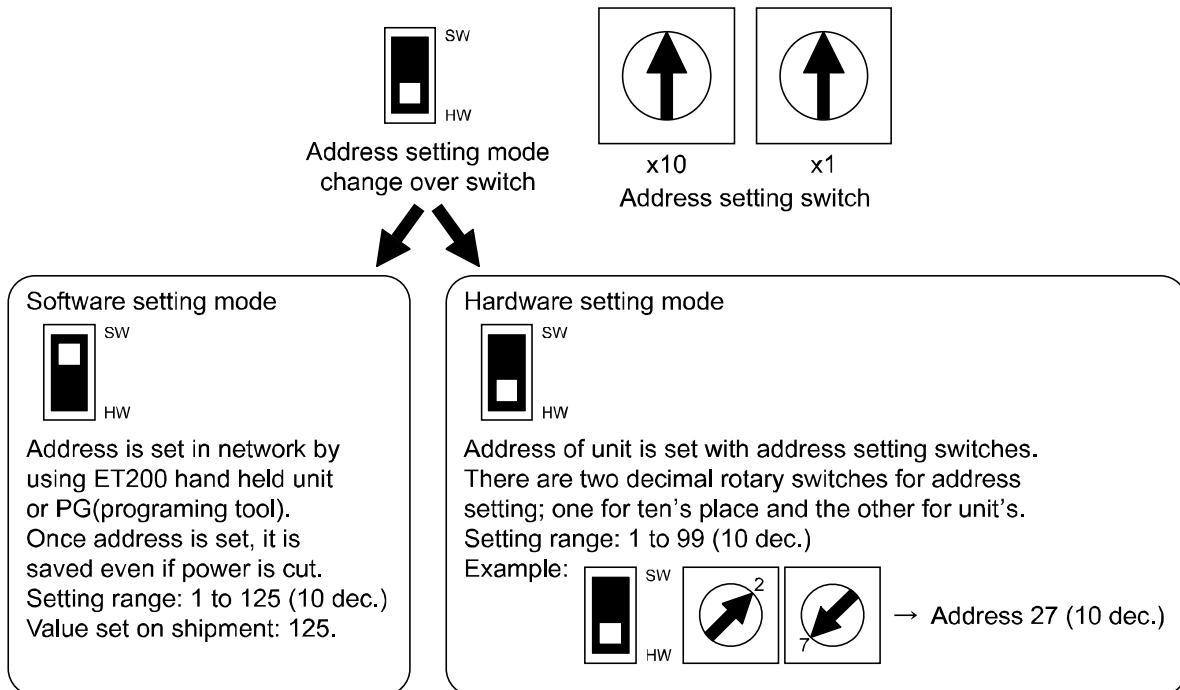 SW
HW
Address setting mode
change over switch
x10
x1
Address setting switch
Software setting mode
SW
HW
Address is set in network by
using ET200 hand held unit
or PG(programing tool).
Once address is set, it is
saved even if power is cut.
Setting range: 1 to 125 (10 dec.)
Value set on shipment: 125.
Hardware setting mode
SW
HW
Address of unit is set with address setting switches.
There are two decimal rotary switches for address
setting; one for ten's place and the other for unit's.
Setting range: 1 to 99 (10 dec.)
Example:
SW
HW
2
7
→ Address 27 (10 dec.)